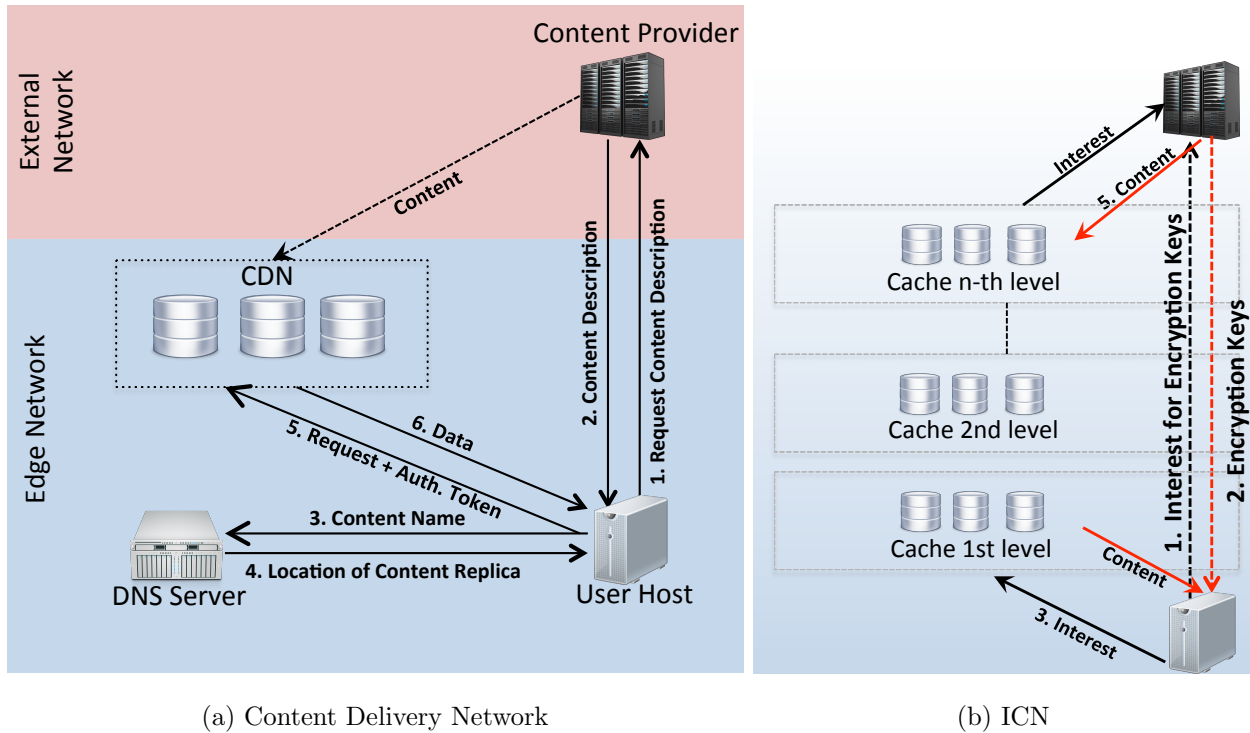 Content Provider
External
Network
Content
CDN
2. Content Description
1. Request Content Description
Edge Network
6. Data
5. Request + Auth. Token
3. Content Name
4. Location of Content Replica
DNS Server
User Host
(a) Content Delivery Network
Interest
5. Content
Cache n-th level
1. Interest for Encryption Keys
2. Encryption Keys
Cache 2nd level
Cache 1st level
Content
3. Interest
(b) ICN